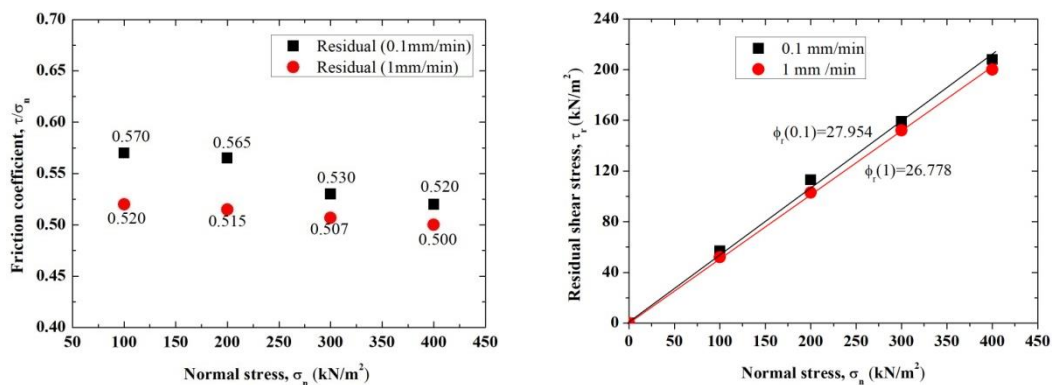 0.70
0.65
0.60
0.55
0.50
0.45
0.40
Friction coefficient, τ/σn
Residual (0.1mm/min)
Residual (1mm/min)
0.570
0.565
0.530
0.520
0.520
0.515
0.507
0.500
50 100 150 200 250 300 350 400 450
Normal stress, σn (kN/m²)
240
200
160
120
80
40
0
Residual shear stress, τr (kN/m²)
0.1 mm/min
1 mm /min
ϕr(0.1)=27.954
ϕr(1)=26.778
0 50 100 150 200 250 300 350 400 450
Normal stress, σn (kN/m²)